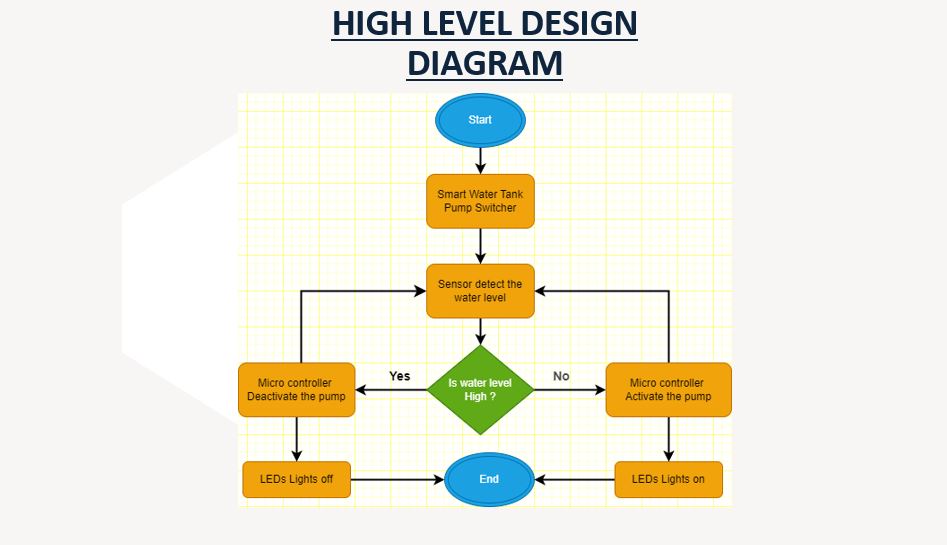 HIGH LEVEL DESIGN
DIAGRAM
Start
Smart Water Tank
Pump Switcher
Sensor detect the
water level
Yes
Is water level
High ?
No
Micro controller
Deactivate the pump
Micro controller
Activate the pump
LEDs Lights off
End
LEDs Lights on